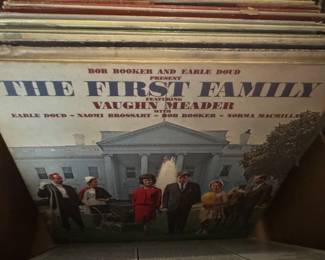 BOB BOOKER AND EARLE DOUD
PRESENT
THE FIRST FAMILY
FEATURING
VAUGHN MEADER
WITH
EARLE DOUD - NAOMI BROSSART - BOB BOOKER - NORMA MACMILLAN